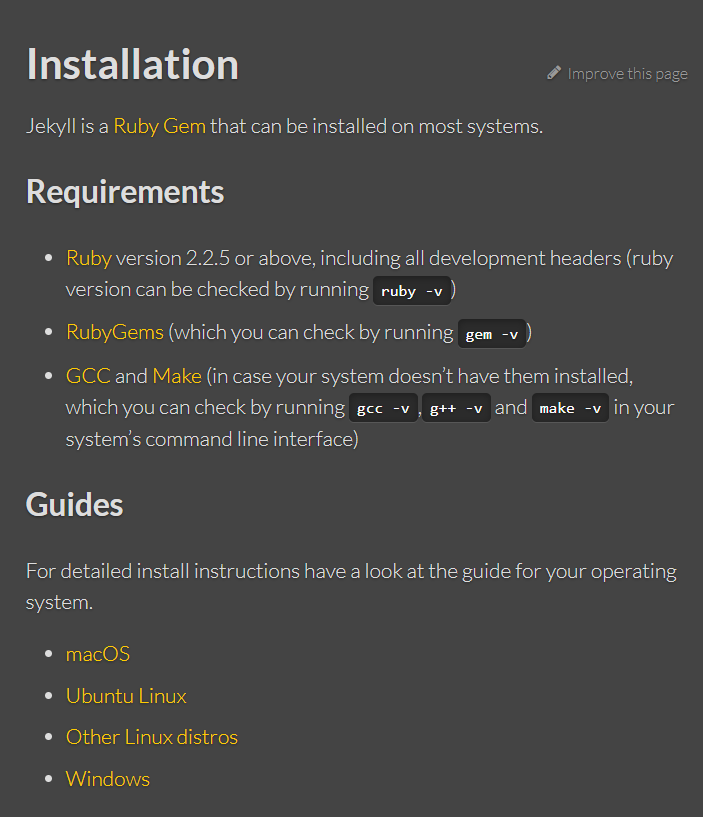 Installation
Improve this page
Jekyll is a Ruby Gem that can be installed on most systems.
Requirements
Ruby version 2.2.5 or above, including all development headers (ruby
version can be checked by running ruby -v)
RubyGems (which you can check by running gem -v)
GCC and Make (in case your system doesn’t have them installed,
which you can check by running gcc -v,g++ -v and make -v in your
system’s command line interface)
Guides
For detailed install instructions have a look at the guide for your operating
system.
macOS
Ubuntu Linux
Other Linux distros
Windows